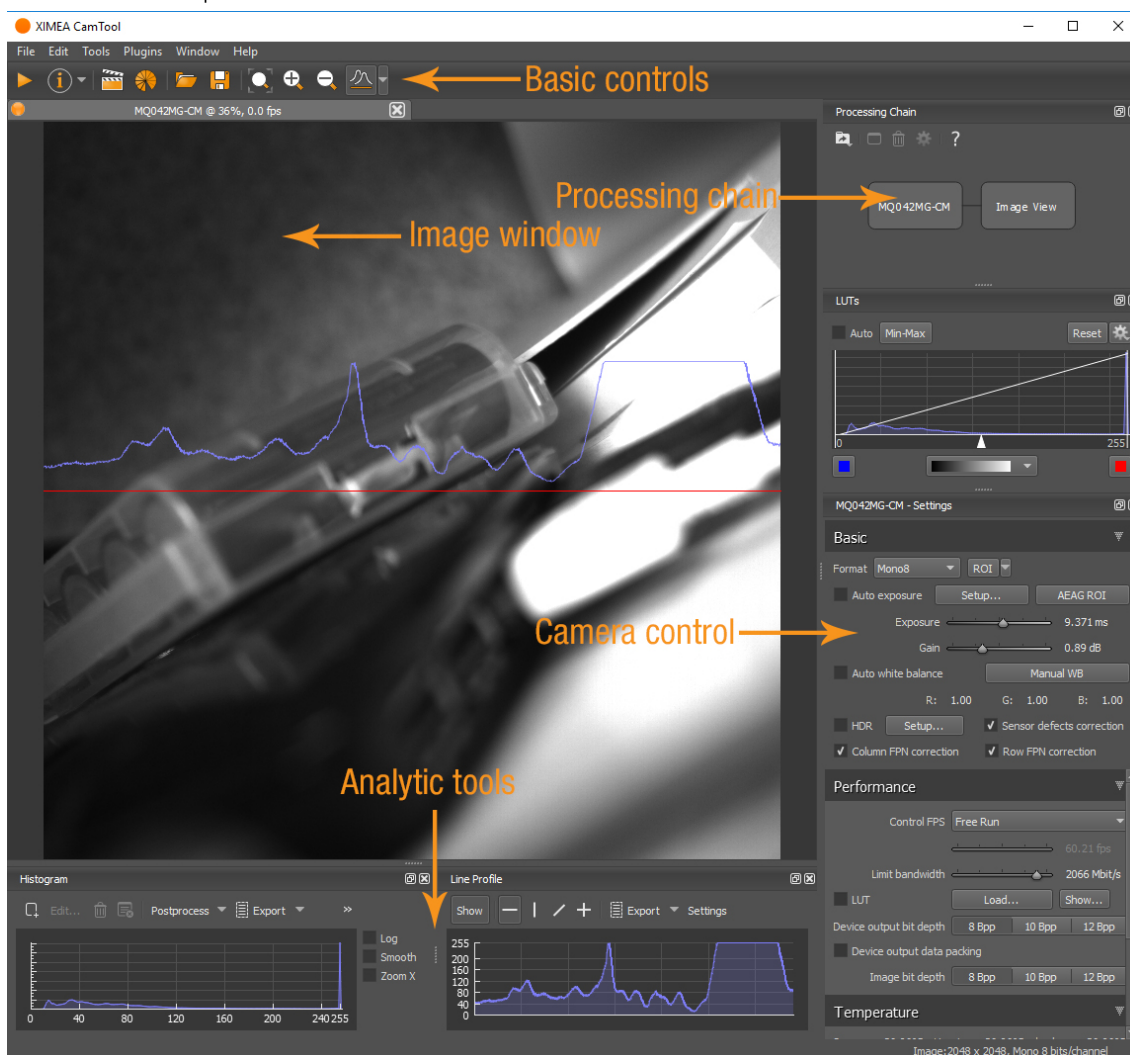 XIMEA CamTool
File Edit Tools Plugins Window Help
Basic controls
MQ042MG-CM @ 36%, 0.0 fps
Processing Chain
?
Processing chain
MQ042MG-CM
Image View
Image window
LUTs
Auto Min-Max Reset
0 255
MQ042MG-CM - Settings
Basic
Format Mono8 ROI
Auto exposure Setup... AEAG ROI
Exposure 9.371 ms
Camera control
Gain 0.89 dB
Auto white balance Manual WB
R: 1.00 G: 1.00 B: 1.00
HDR Setup... Sensor defects correction
Column FPN correction Row FPN correction
Analytic tools
Performance
Control FPS Free Run
60.21 fps
Limit bandwidth 2066 Mbit/s
LUT Load... Show...
Device output bit depth 8 Bpp 10 Bpp 12 Bpp
Device output data packing
Image bit depth 8 Bpp 10 Bpp 12 Bpp
Temperature
Histogram
Edit... Postprocess Export »
Log
Smooth
Zoom X
0 40 80 120 160 200 240 255
Line Profile
Show Export Settings
255
200
160
120
80
40
0
Image:2048 x 2048, Mono 8 bits/channel